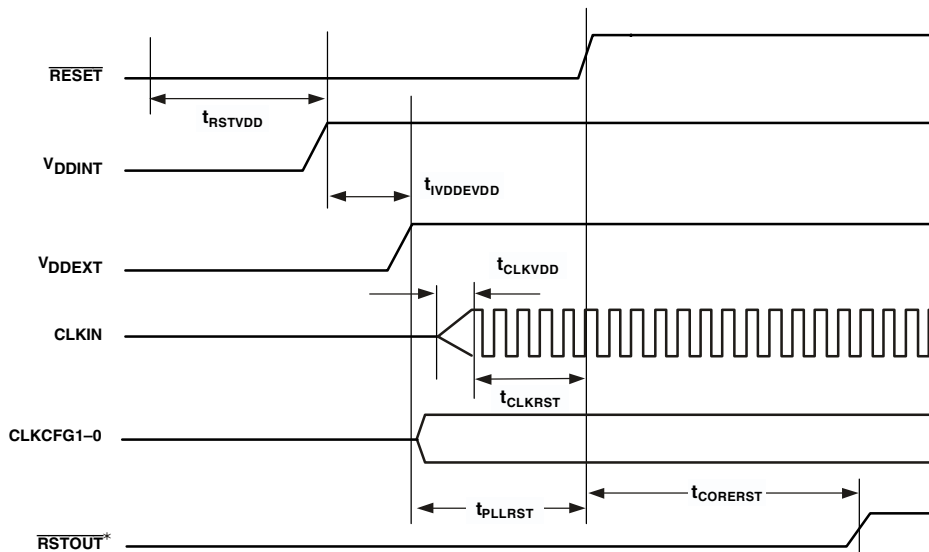 RESET
tRSTVDD
VDDINT
tIVDDEVDD
VDDEXT
tCLKVDD
CLKIN
tCLKRST
CLKCFG1–0
tPLLRST
tCORERST
RSTOUT*